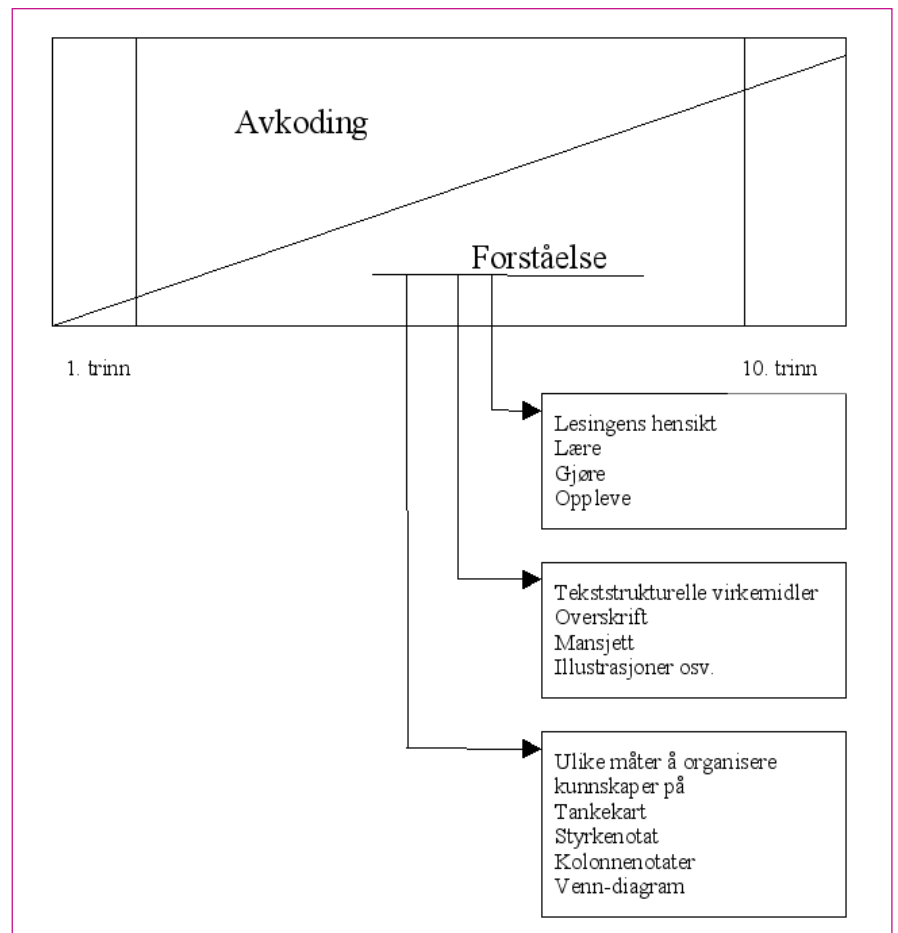 Avkoding
Forståelse
1. trinn
10. trinn
Lesingens hensikt
Lære
Gjøre
Oppleve
Tekststrukturelle virkemidler
Overskrift
Mansjett
Illustrasjoner osv.
Ulike måter å organisere
kunnskaper på
Tankekart
Styrkenotat
Kolonnenotater
Venn-diagram